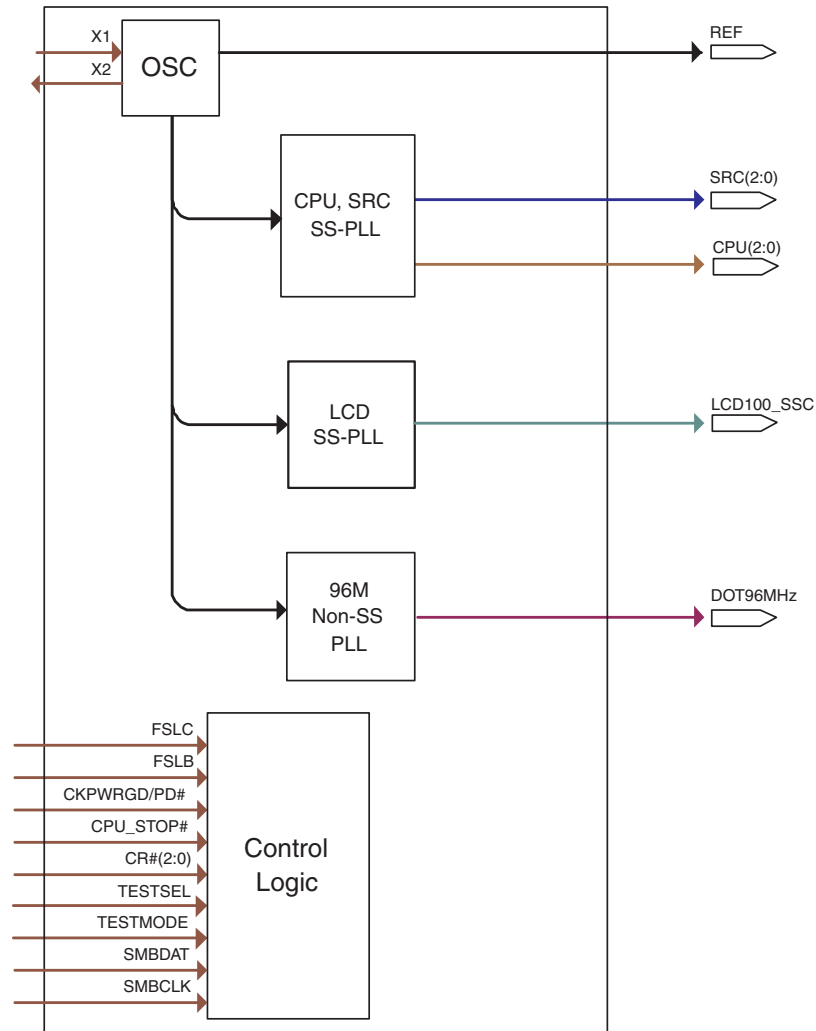 X1
X2
OSC
REF
CPU, SRC
SS-PLL
SRC(2:0)
CPU(2:0)
LCD
SS-PLL
LCD100_SSC
96M
Non-SS
PLL
DOT96MHz
FSLC
FSLB
CKPWRGD/PD#
CPU_STOP#
CR#(2:0)
TESTSEL
TESTMODE
SMBDAT
SMBCLK
Control
Logic